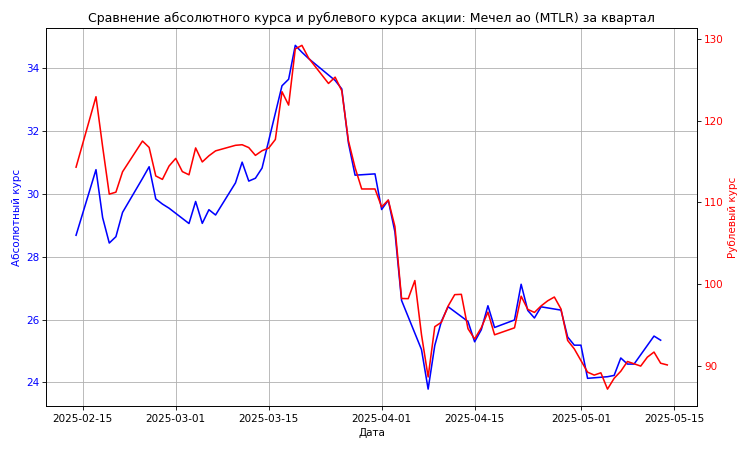 Сравнение абсолютного курса и рублевого курса акции: Мечел ао (MTLR) за квартал
Абсолютный курс
34
32
30
28
26
24
130
120
110
100
90
Рублевый курс
2025-02-15 2025-03-01 2025-03-15 2025-04-01 2025-04-15 2025-05-01 2025-05-15
Дата